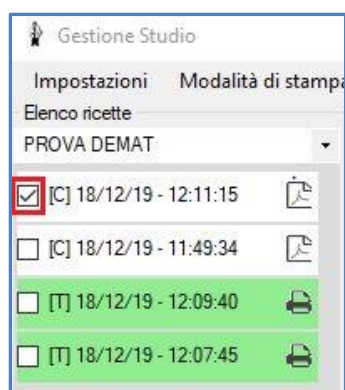 Gestione Studio
Impostazioni Modalità di stampa
Elenco ricette
PROVA DEMAT
[C] 18/12/19 - 12:11:15
[C] 18/12/19 - 11:49:34
[T] 18/12/19 - 12:09:40
[T] 18/12/19 - 12:07:45